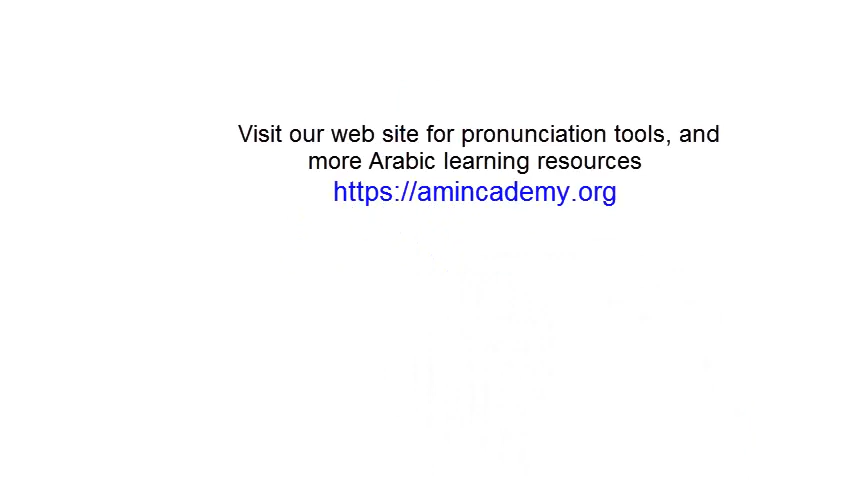 Visit our web site for pronunciation tools, and
more Arabic learning resources
https://amincademy.org